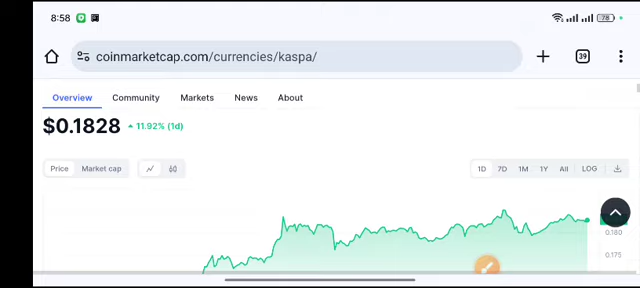 8:58
78
coinmarketcap.com/currencies/kaspa/
39
Overview Community Markets News About
$0.1828 11.92% (1d)
Price Market cap 1D 7D 1M 1Y All LOG
0.180
0.175